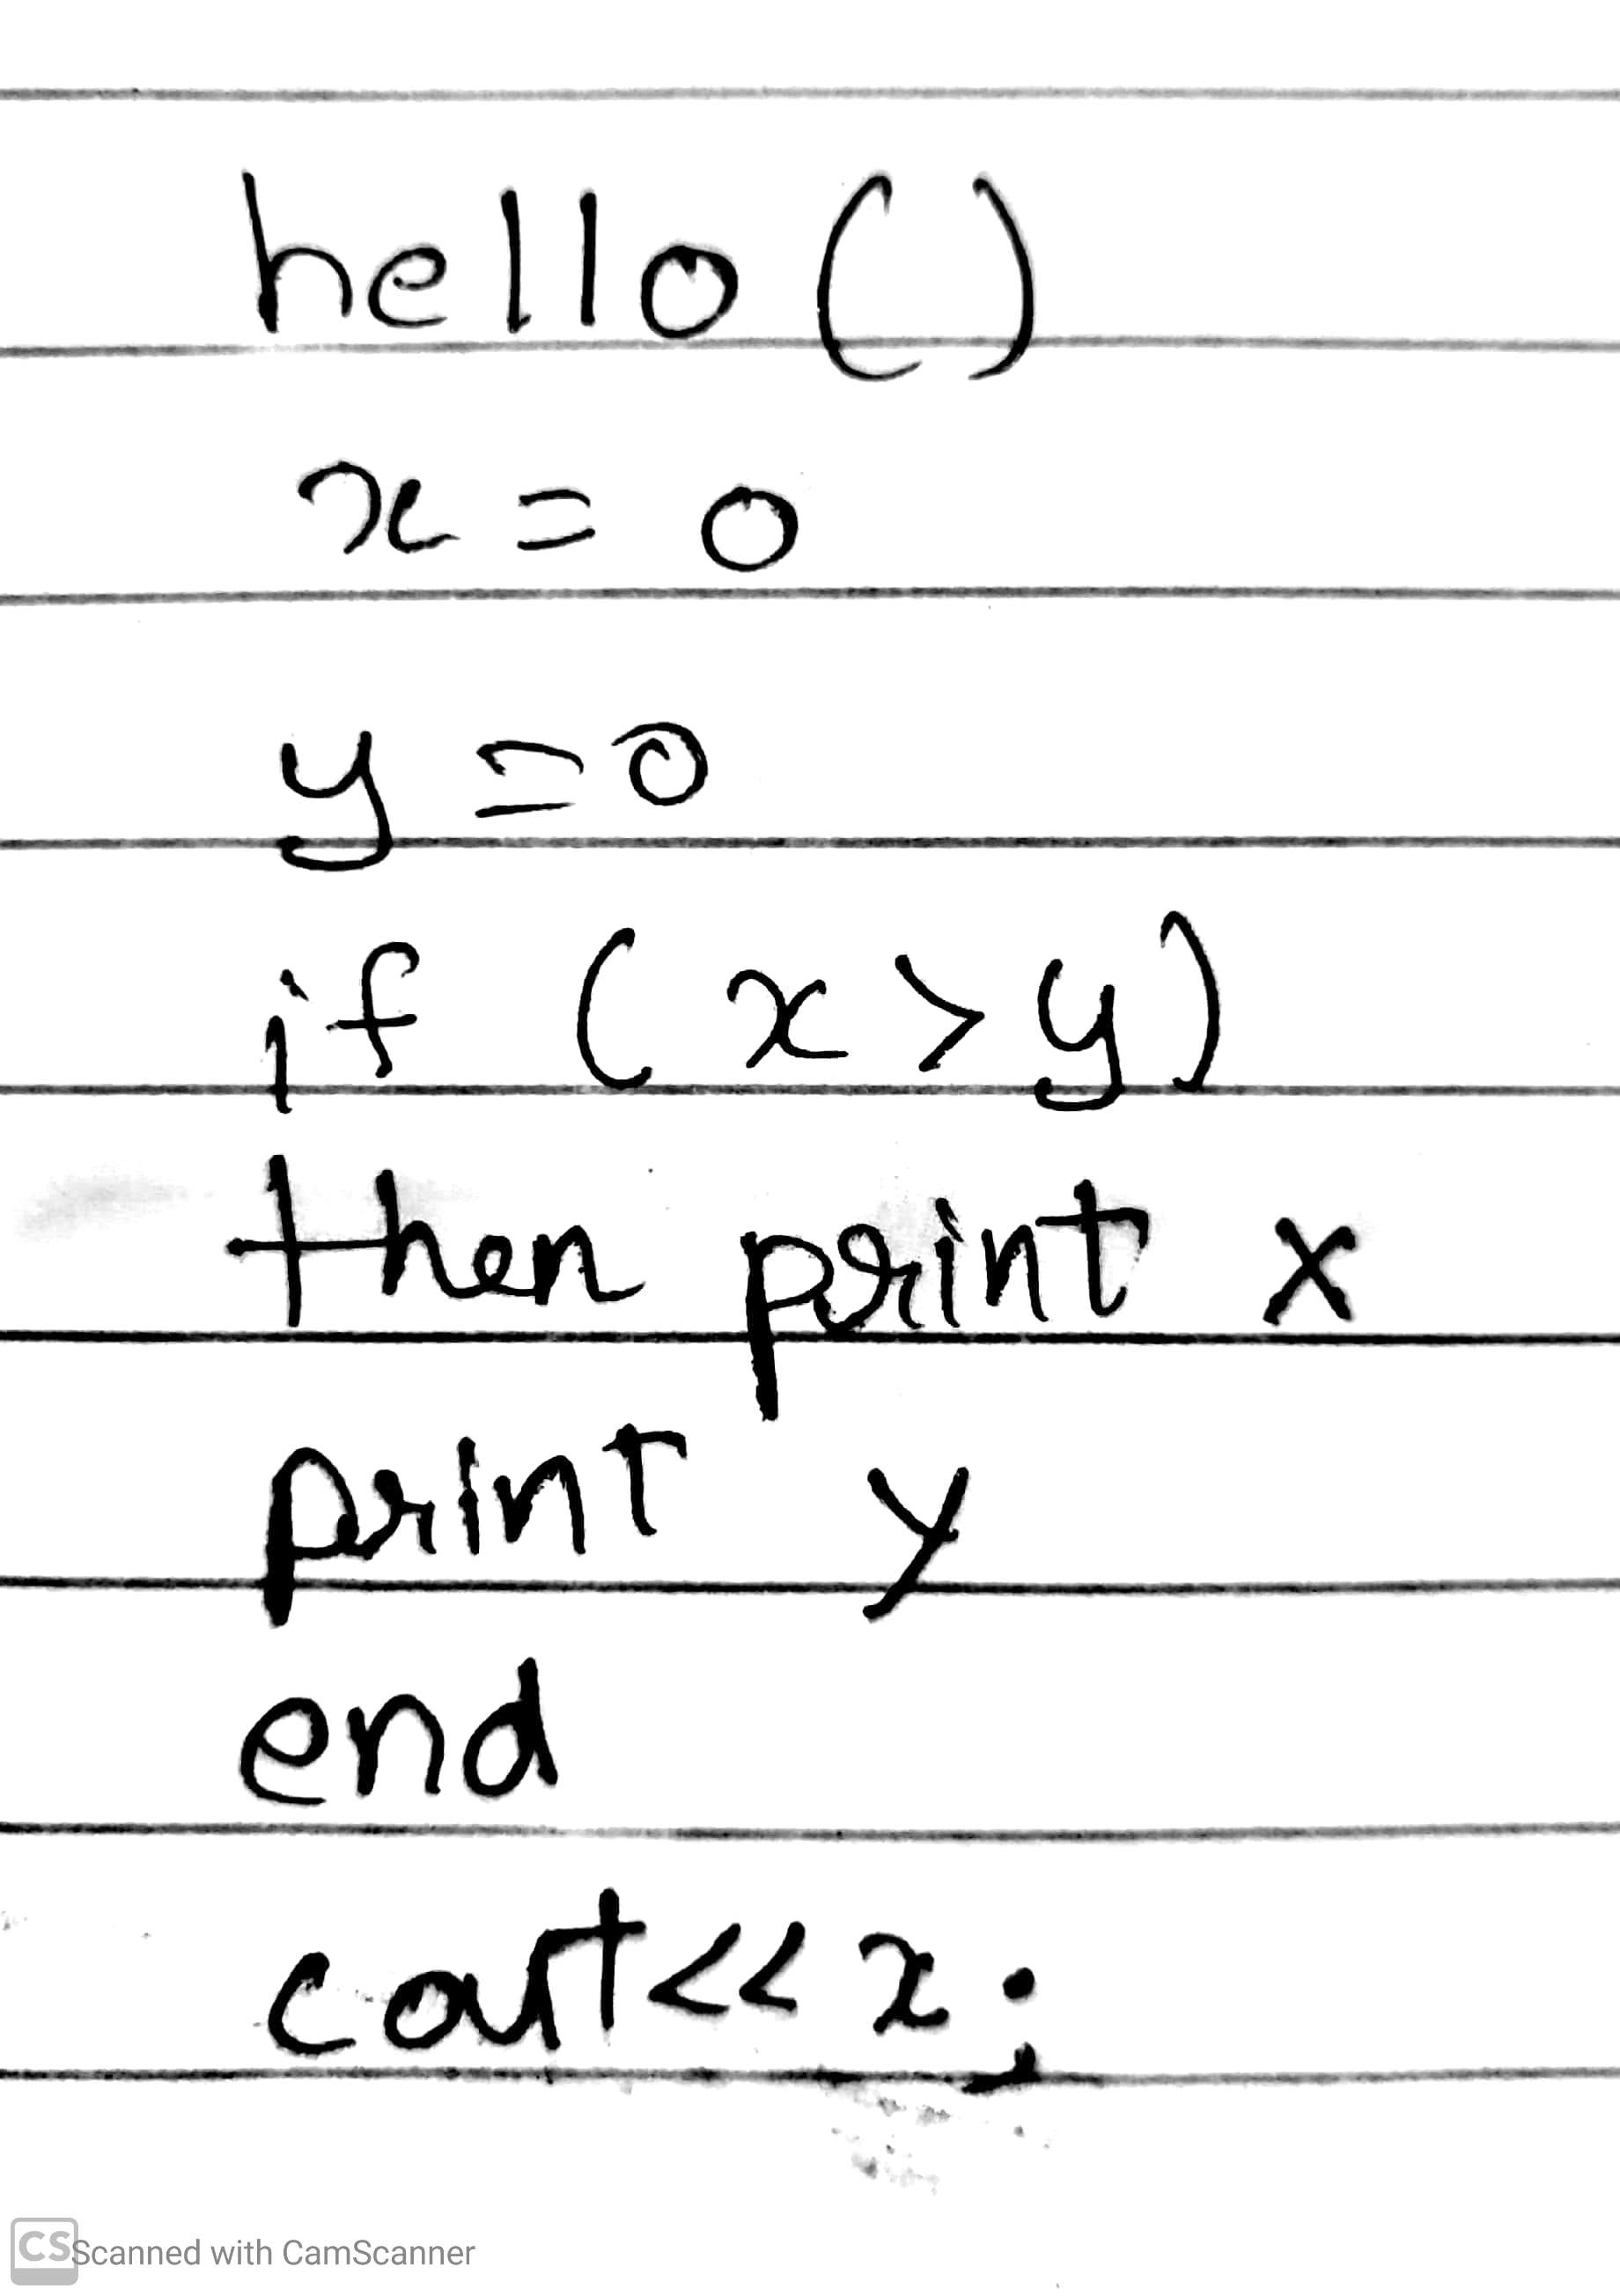 hello ()
x = 0
y = 0
if (x > y)
then print x
print y
end
cout << x;
CS Scanned with CamScanner